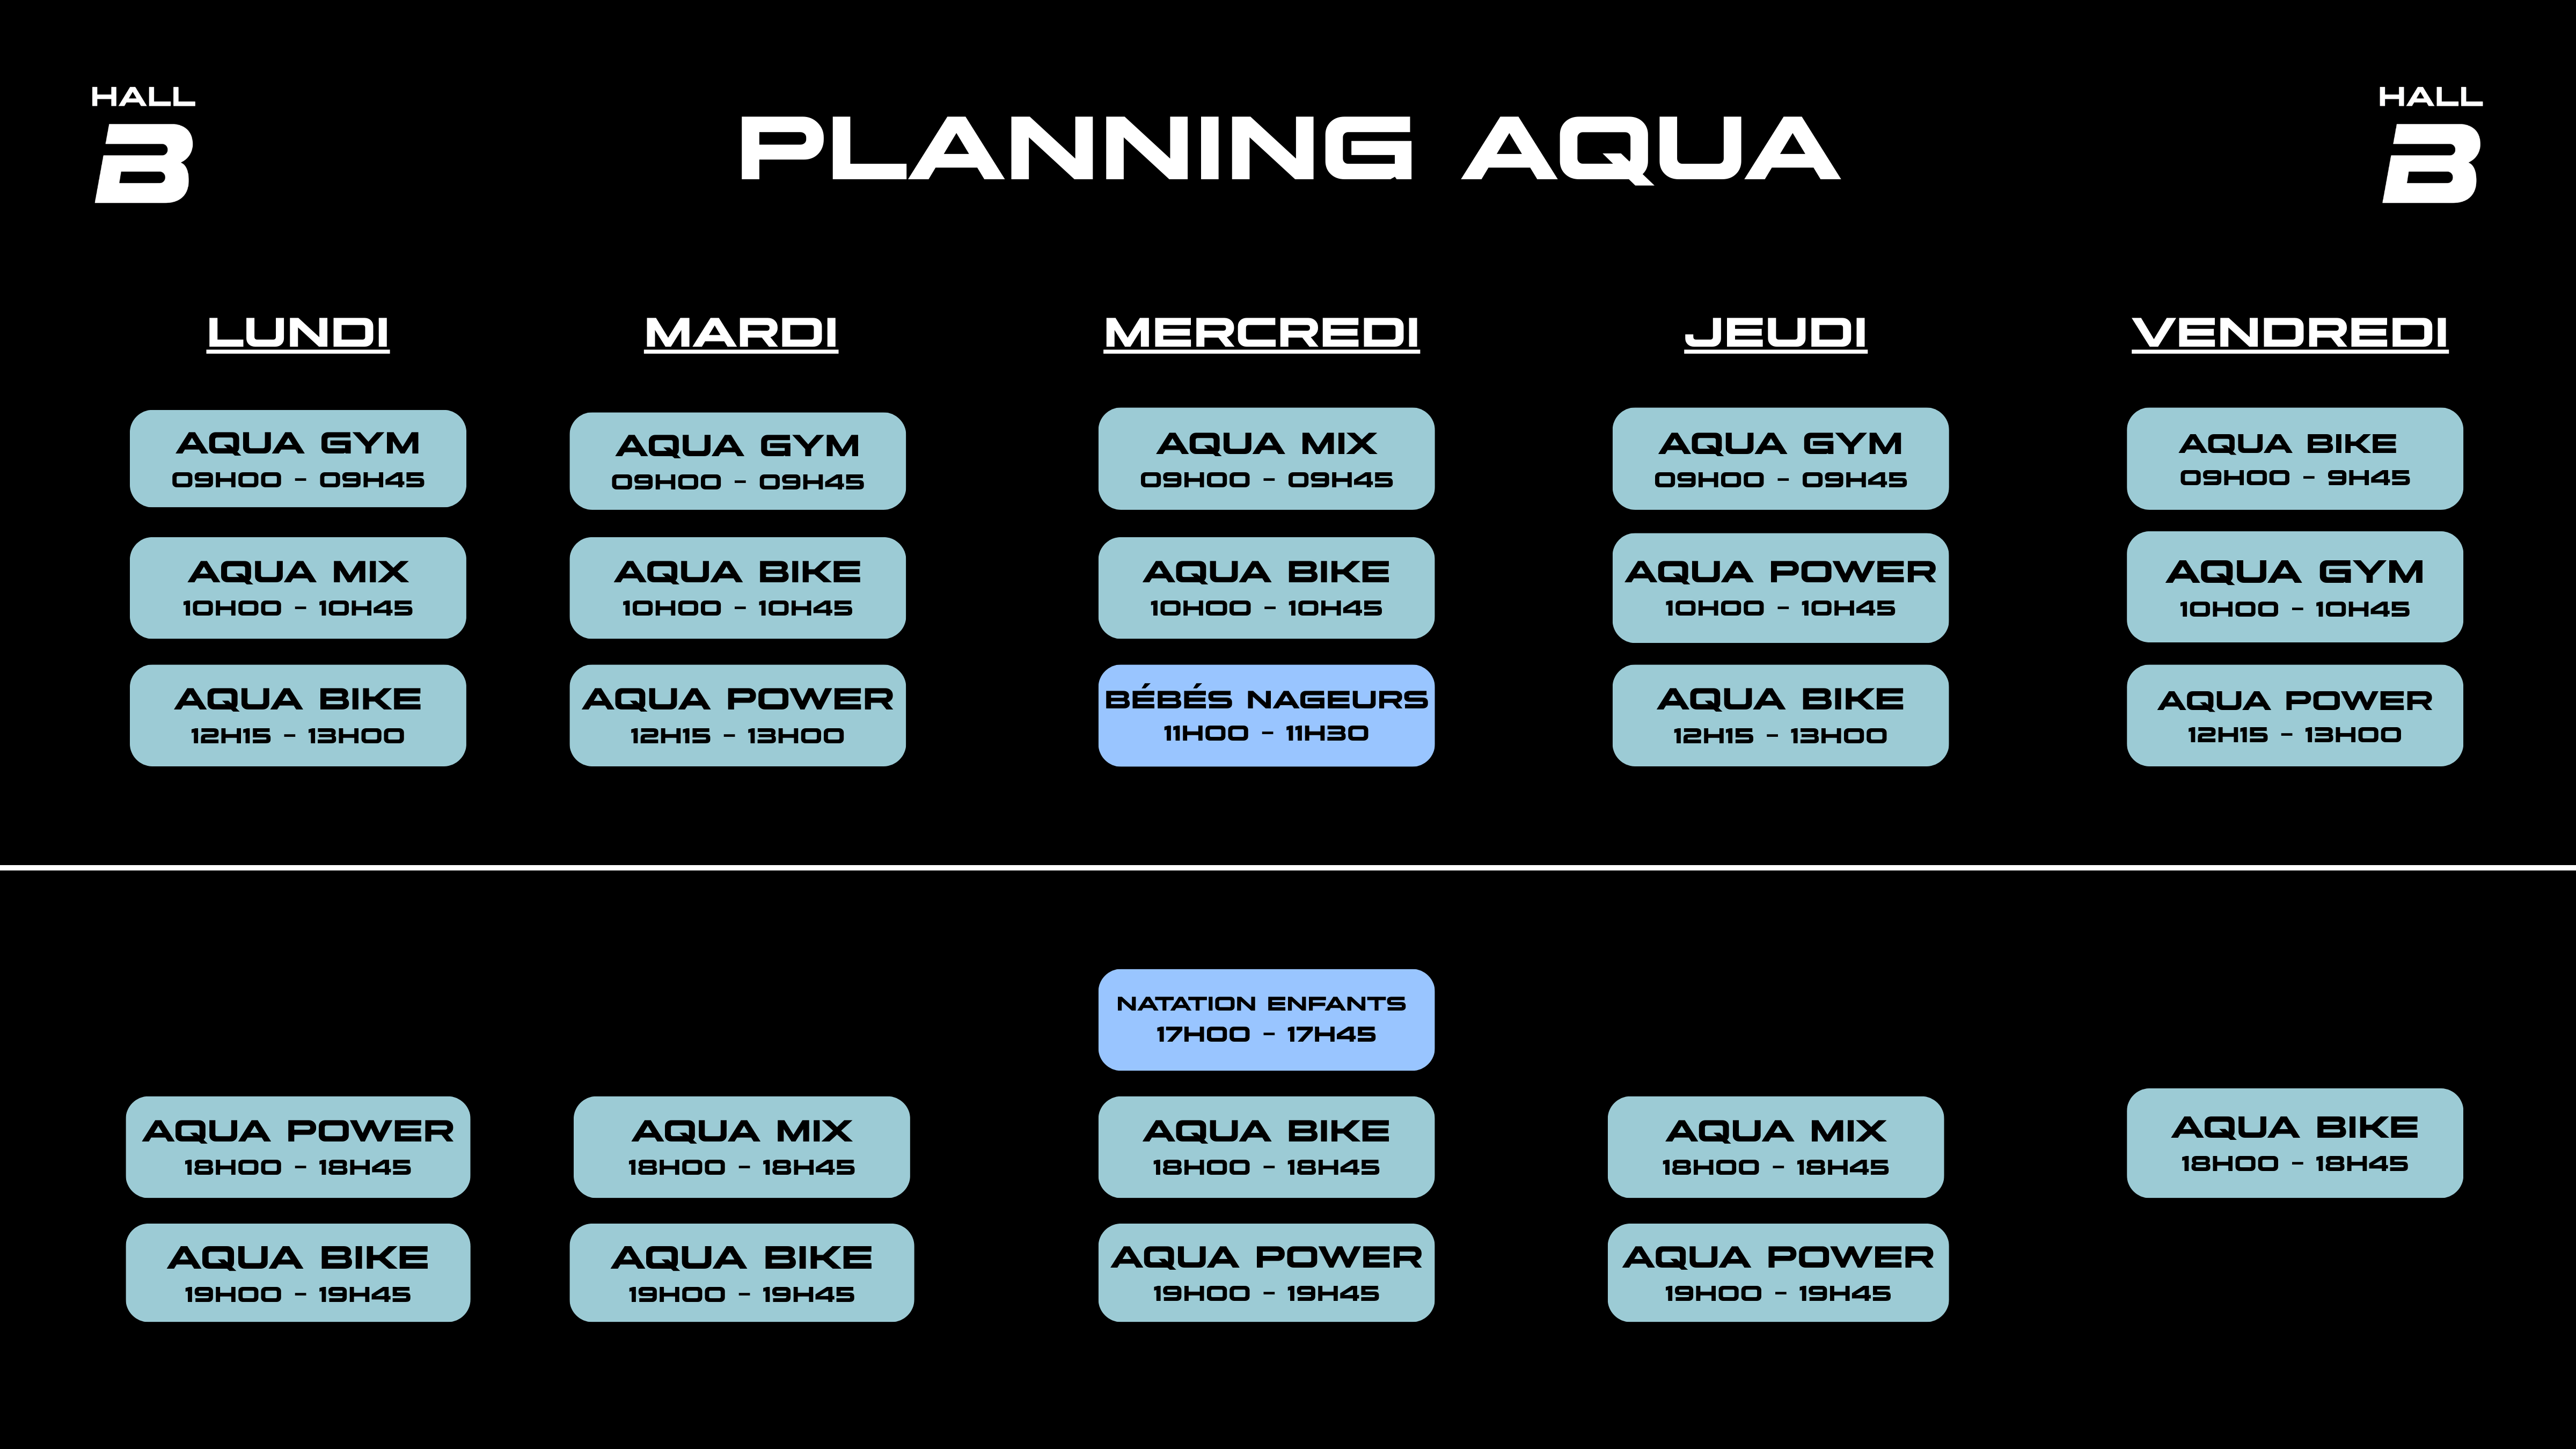 HALL
B
PLANNING AQUA
HALL
B
LUNDI
MARDI
MERCREDI
JEUDI
VENDREDI
AQUA GYM
09H00 - 09H45
AQUA GYM
09H00 - 09H45
AQUA MIX
09H00 - 09H45
AQUA GYM
09H00 - 09H45
AQUA BIKE
09H00 - 9H45
AQUA MIX
10H00 - 10H45
AQUA BIKE
10H00 - 10H45
AQUA BIKE
10H00 - 10H45
AQUA POWER
10H00 - 10H45
AQUA GYM
10H00 - 10H45
AQUA BIKE
12H15 - 13H00
AQUA POWER
12H15 - 13H00
BÉBÉS NAGEURS
11H00 - 11H30
AQUA BIKE
12H15 - 13H00
AQUA POWER
12H15 - 13H00
NATATION ENFANTS
17H00 - 17H45
AQUA POWER
18H00 - 18H45
AQUA MIX
18H00 - 18H45
AQUA BIKE
18H00 - 18H45
AQUA MIX
18H00 - 18H45
AQUA BIKE
18H00 - 18H45
AQUA BIKE
19H00 - 19H45
AQUA BIKE
19H00 - 19H45
AQUA POWER
19H00 - 19H45
AQUA POWER
19H00 - 19H45